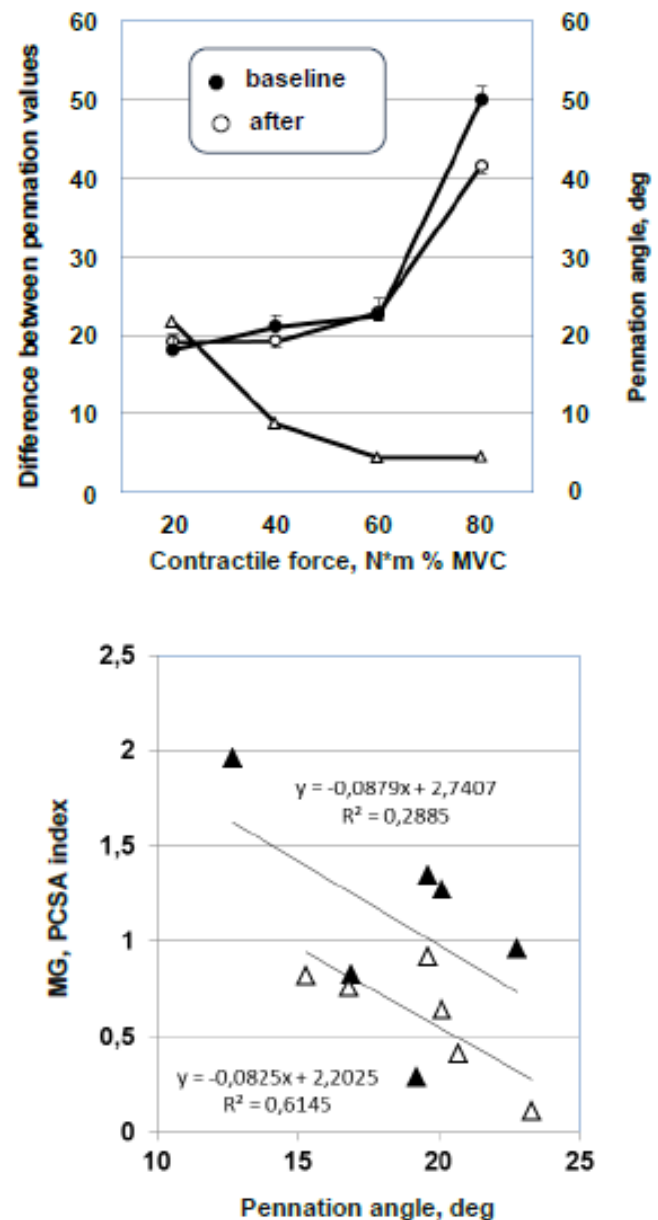 60
50
40
30
20
10
0
Difference between pennation values
baseline
after
60
50
40
30
20
10
0
Pennation angle, deg
20 40 60 80
Contractile force, N*m % MVC
2,5
2
1,5
1
0,5
0
MG, PCSA index
y = -0,0879x + 2,7407
R² = 0,2885
y = -0,0825x + 2,2025
R² = 0,6145
10 15 20 25
Pennation angle, deg